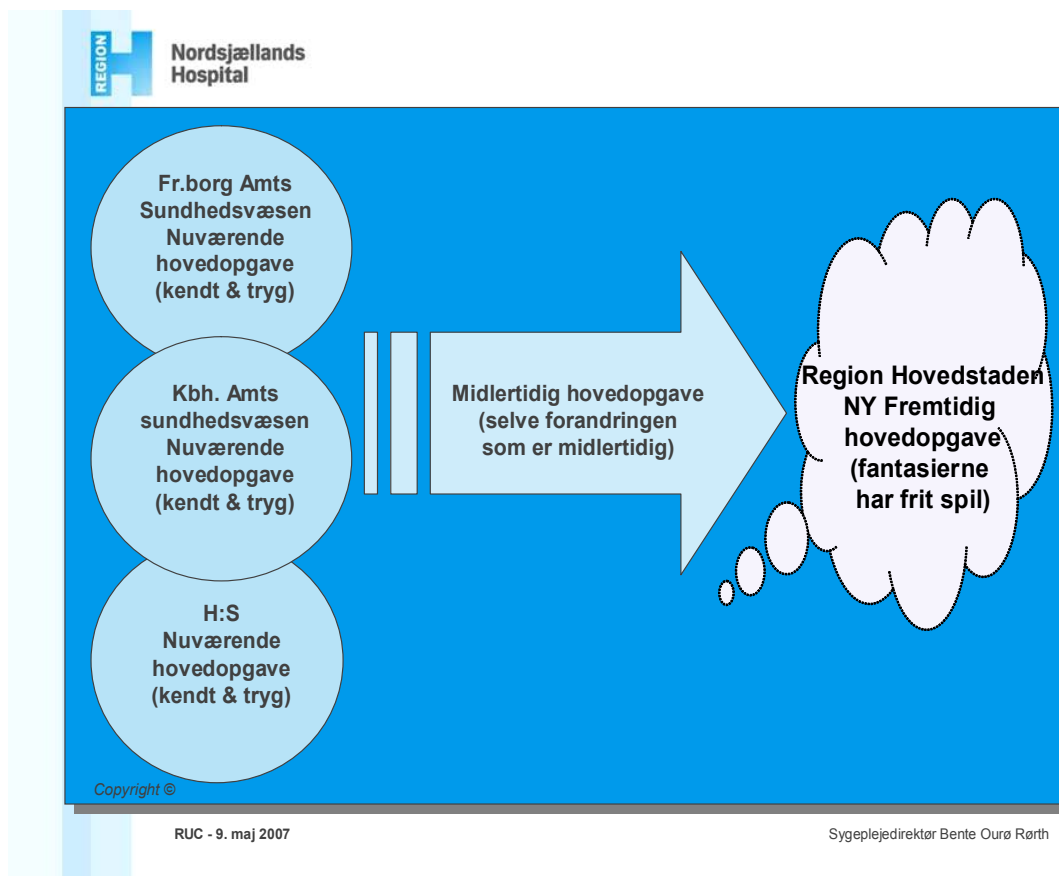 REGION
Nordsjællands
Hospital
Fr.borg Amts
Sundhedsvæsen
Nuværende
hovedopgave
(kendt & tryg)
Kbh. Amts
sundhedsvæsen
Nuværende
hovedopgave
(kendt & tryg)
H:S
Nuværende
hovedopgave
(kendt & tryg)
Midlertidig hovedopgave
(selve forandringen
som er midlertidig)
Region Hovedstaden
NY Fremtidig
hovedopgave
(fantasierne
har frit spil)
Copyright ©
RUC - 9. maj 2007
Sygeplejedirektør Bente Ourø Rørth